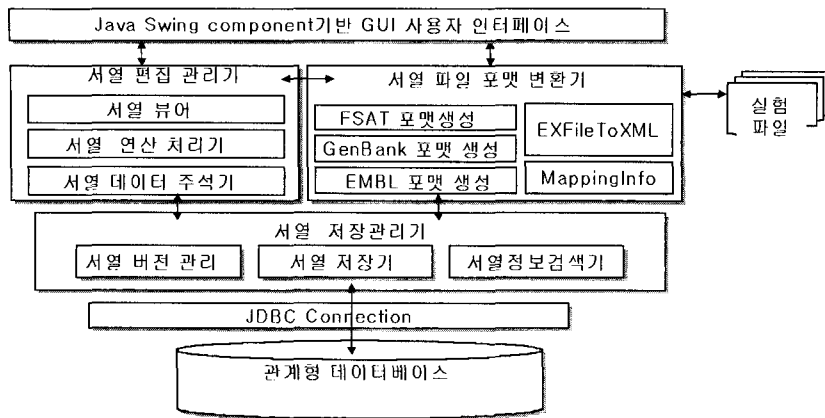 Java Swing component기반 GUI 사용자 인터페이스
서열 편집 관리기
서열 뷰어
서열 연산 처리기
서열 데이터 주석기
서열 파일 포맷 변환기
FSAT 포맷생성
GenBank 포맷 생성
EMBL 포맷 생성
EXFileToXML
MappingInfo
실험
파일
서열 저장관리기
서열 버전 관리
서열 저장기
서열정보검색기
JDBC Connection
관계형 데이터베이스